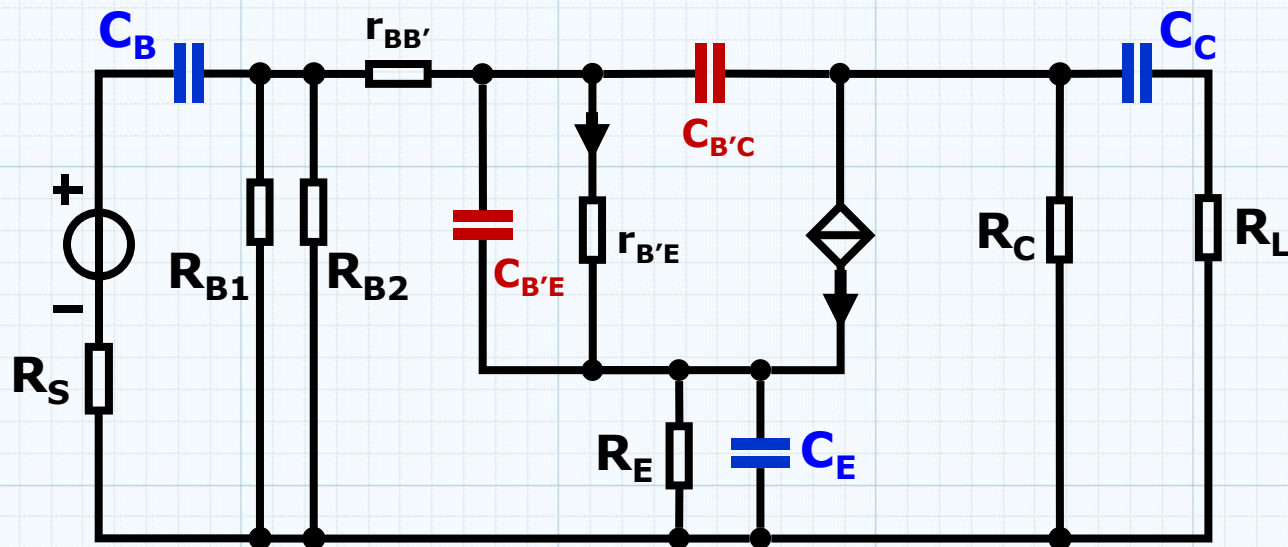 C_B
r_BB'
C_C
+
C_B'C
R_B1
R_B2
r_B'E
C_B'E
R_C
R_L
−
R_S
R_E
C_E